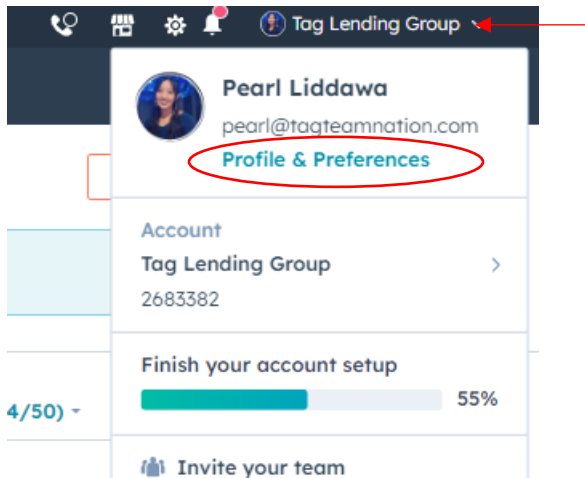 Tag Lending Group
Pearl Liddawa
pearl@tagteamnation.com
Profile & Preferences
Account
Tag Lending Group
2683382
Finish your account setup
55%
4/50)
Invite your team